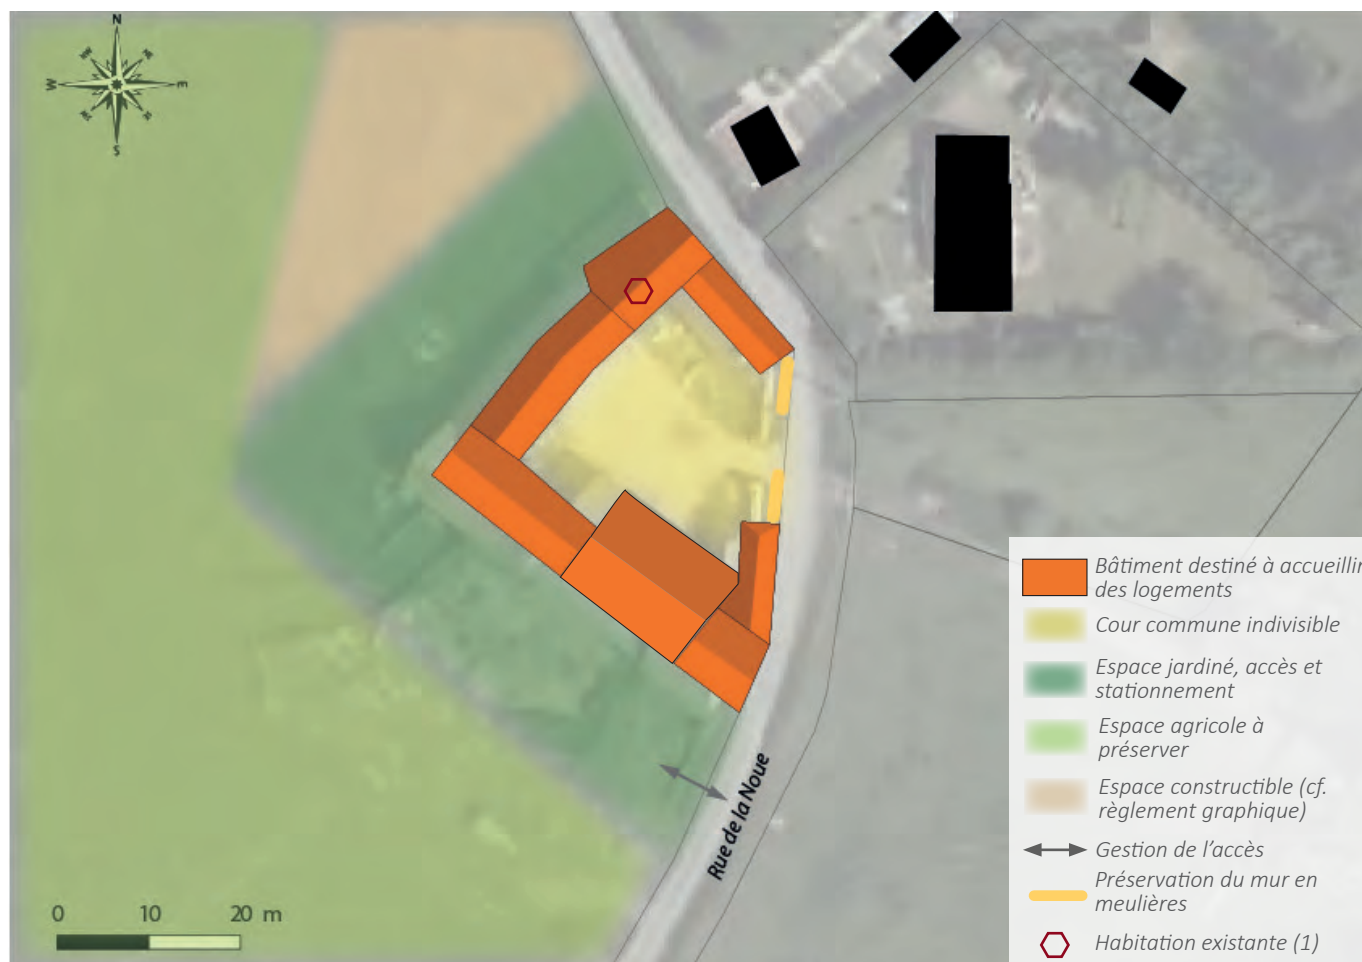 N
W
E
S
Bâtiment destiné à accueillir
des logements
Cour commune indivisible
Espace jardiné, accès et
stationnement
Espace agricole à
préserver
Espace constructible (cf.
règlement graphique)
Gestion de l'accès
Préservation du mur en
meulières
Habitation existante (1)
Rue de la Noue
0 10 20 m